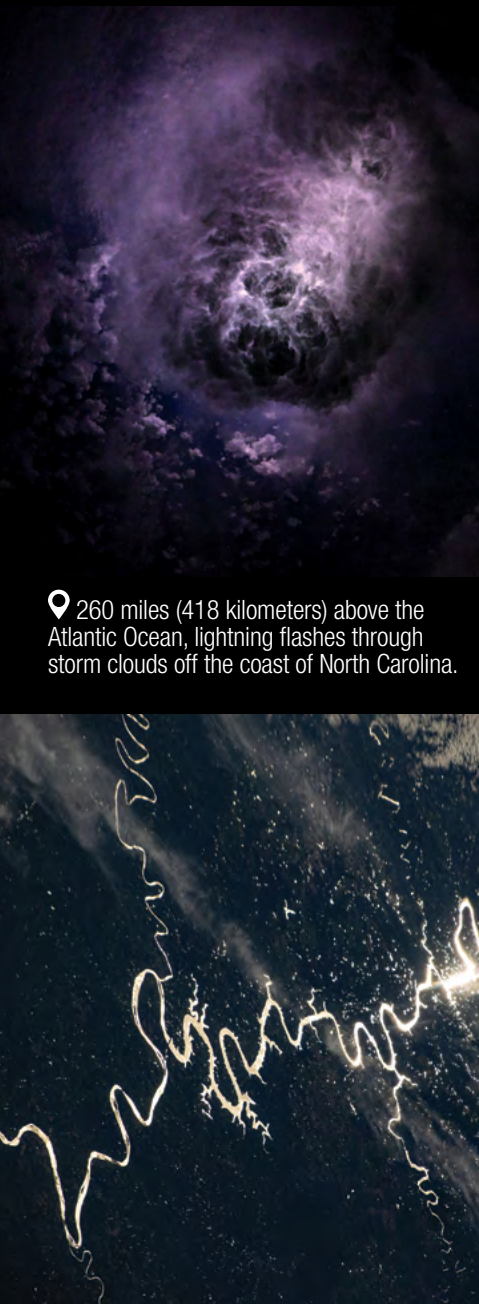 260 miles (418 kilometers) above the
Atlantic Ocean, lightning flashes through
storm clouds off the coast of North Carolina.